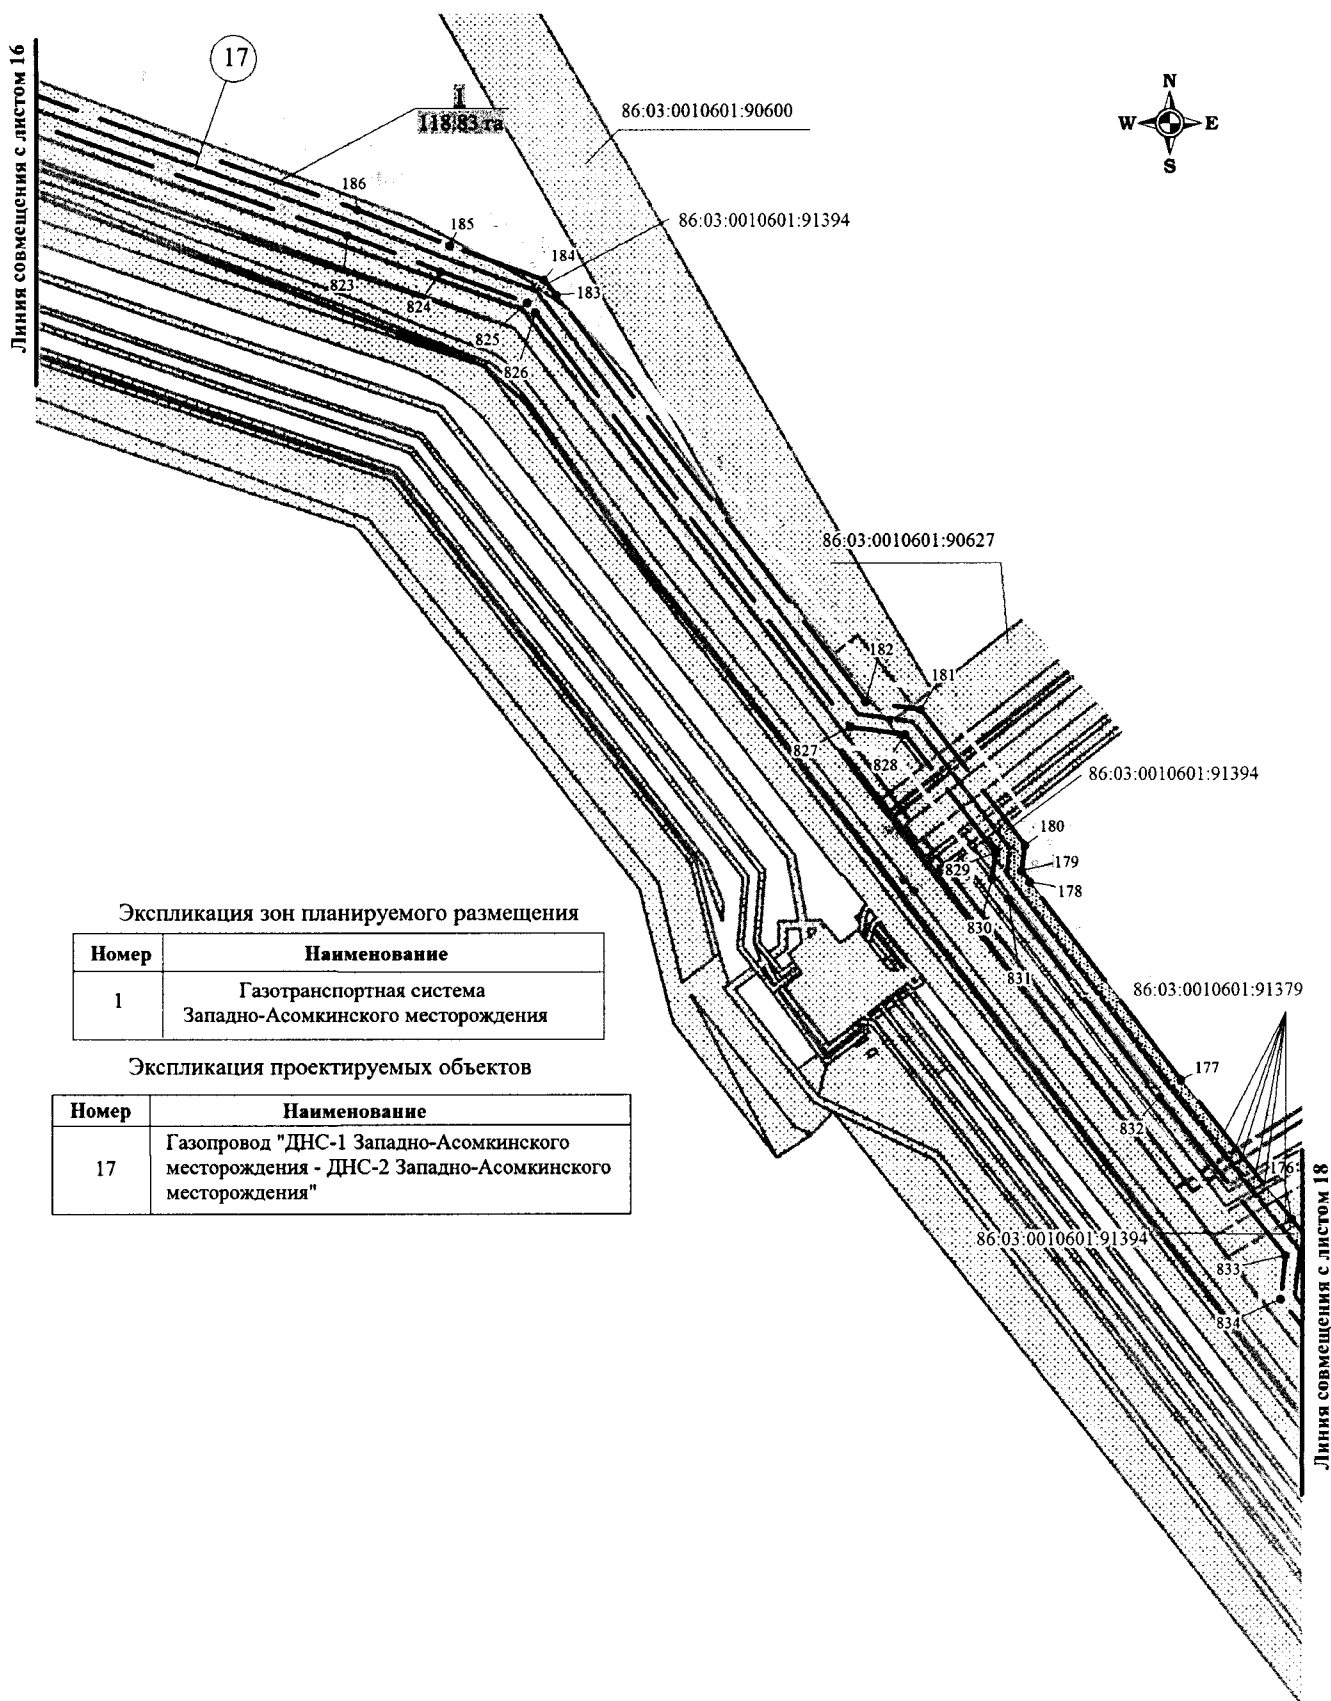 Линия совмещения с листом 16
17
1
118.83 га
86:03:0010601:90600
N
W E
S
86:03:0010601:91394
186
185
184
183
823
824
825
826
86:03:0010601:90627
182
181
827
828
86:03:0010601:91394
180
179
178
829
830
831
86:03:0010601:91379
177
832
176
86:03:0010601:91394
833
834
Линия совмещения с листом 18
Экспликация зон планируемого размещения
Номер Наименование
1 Газотранспортная система
Западно-Асомкинского месторождения
Экспликация проектируемых объектов
Номер Наименование
17 Газопровод "ДНС-1 Западно-Асомкинского
месторождения - ДНС-2 Западно-Асомкинского
месторождения"